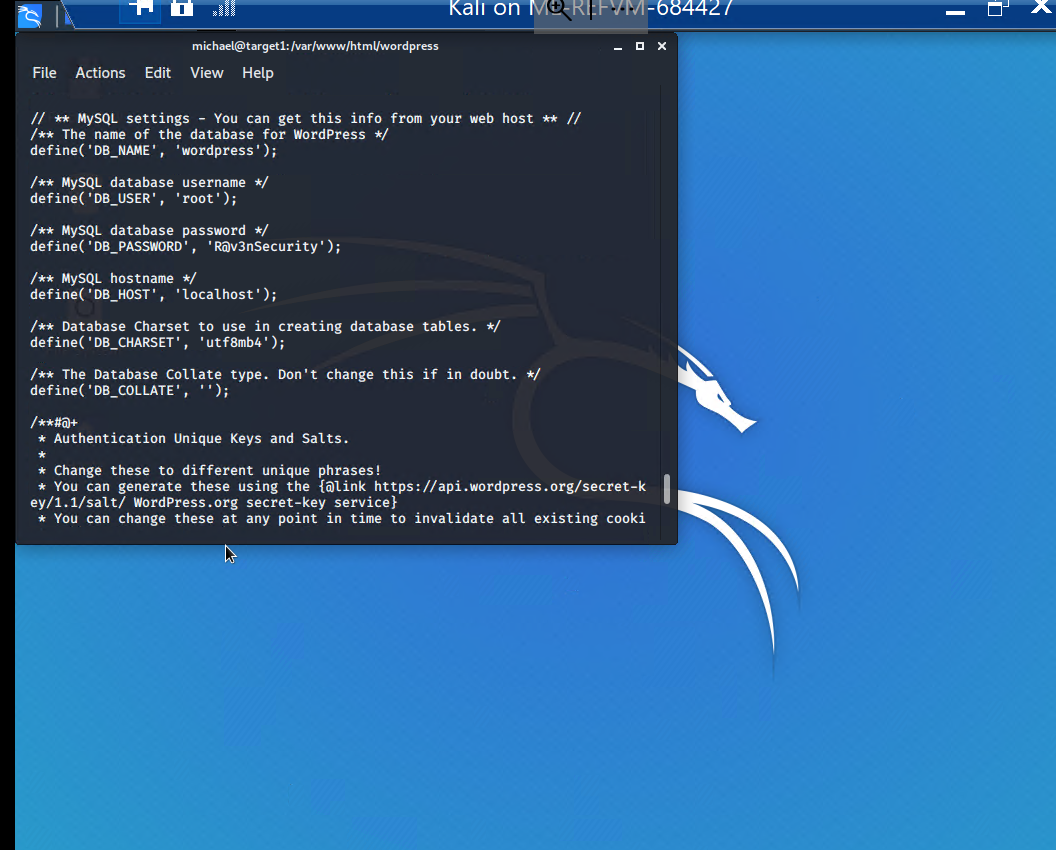 Kali on M
REFVM-684427
michael@target1:/var/www/html/wordpress
File Actions Edit View Help
// ** MySQL settings - You can get this info from your web host ** //
/** The name of the database for WordPress */
define('DB_NAME', 'wordpress');
/** MySQL database username */
define('DB_USER', 'root');
/** MySQL database password */
define('DB_PASSWORD', 'R@v3nSecurity');
/** MySQL hostname */
define('DB_HOST', 'localhost');
/** Database Charset to use in creating database tables. */
define('DB_CHARSET', 'utf8mb4');
/** The Database Collate type. Don't change this if in doubt. */
define('DB_COLLATE', '');
/**#@+
* Authentication Unique Keys and Salts.
*
* Change these to different unique phrases!
* You can generate these using the {@link https://api.wordpress.org/secret-k
ey/1.1/salt/ WordPress.org secret-key service}
* You can change these at any point in time to invalidate all existing cooki